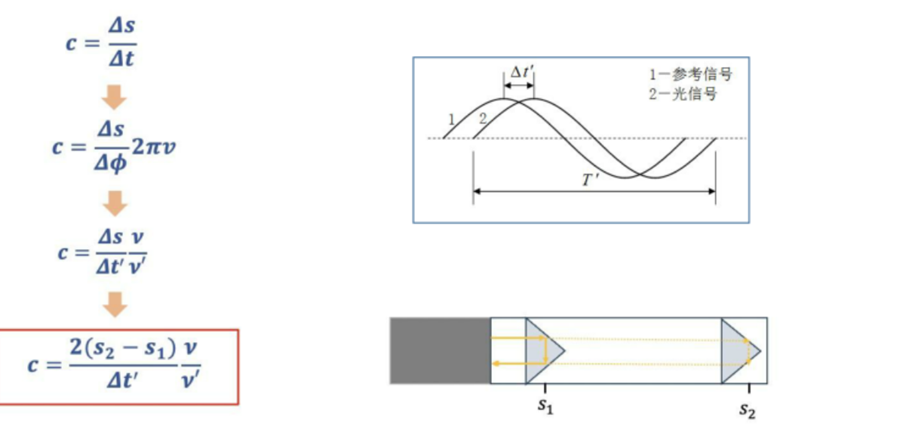 c = Δs/Δt
c = Δs/Δϕ 2πν
c = Δs/Δt′ ν/ν′
c = 2(s₂ − s₁)/Δt′ ν/ν′
Δt′
1—参考信号
2—光信号
1
2
T′
s₁
s₂